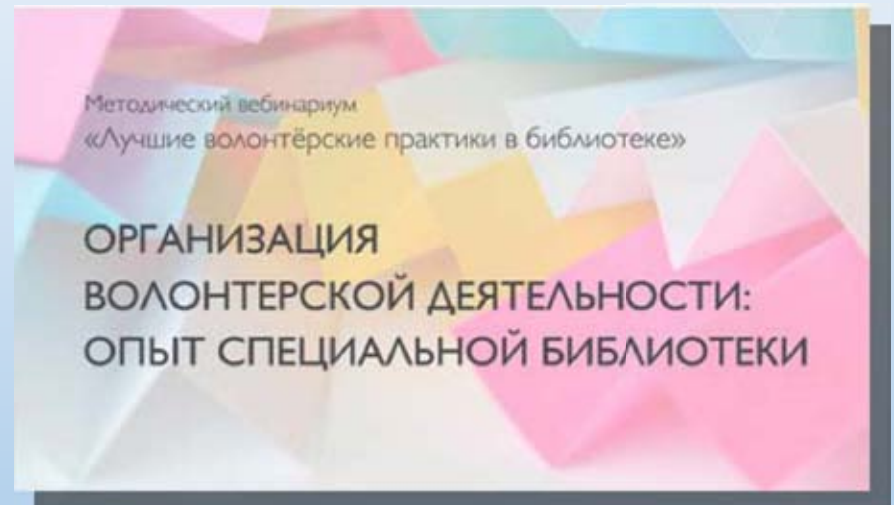 Методический вебинариум
«Лучшие волонтёрские практики в библиотеке»
ОРГАНИЗАЦИЯ
ВОЛОНТЕРСКОЙ ДЕЯТЕЛЬНОСТИ:
ОПЫТ СПЕЦИАЛЬНОЙ БИБЛИОТЕКИ